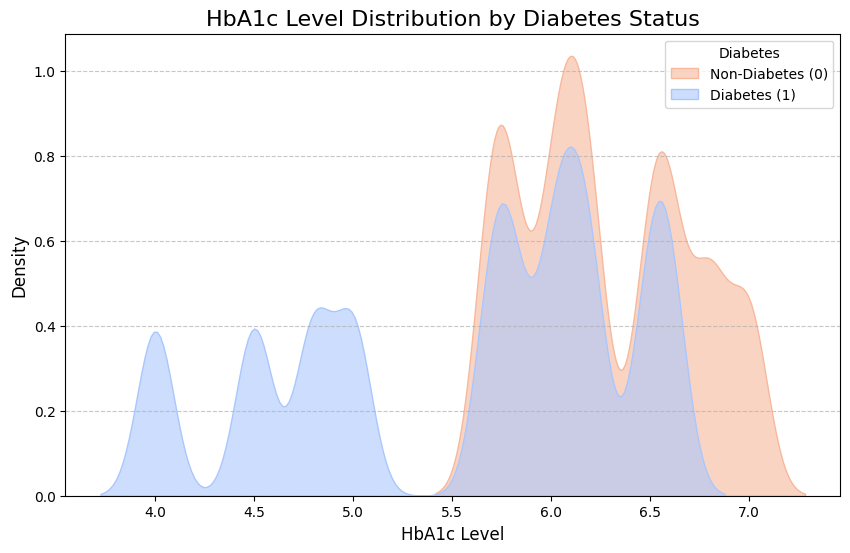 HbA1c Level Distribution by Diabetes Status
Diabetes
Non-Diabetes (0)
Diabetes (1)
Density
1.0
0.8
0.6
0.4
0.2
0.0
4.0 4.5 5.0 5.5 6.0 6.5 7.0
HbA1c Level